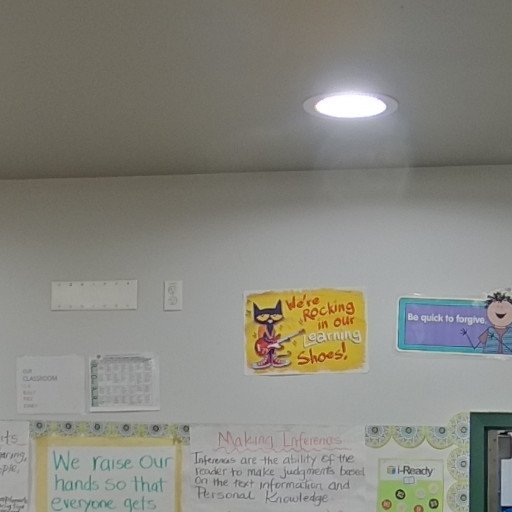 We're
Rocking
in our
Learning
Shoes!
Be quick to forgive.
CLASSROOM
We raise Our
hands so that
everyone gets
Making Inferences
Inferences are the ability of the
reader to make judgments based
on the text information and
Personal Knowledge.
i-Ready